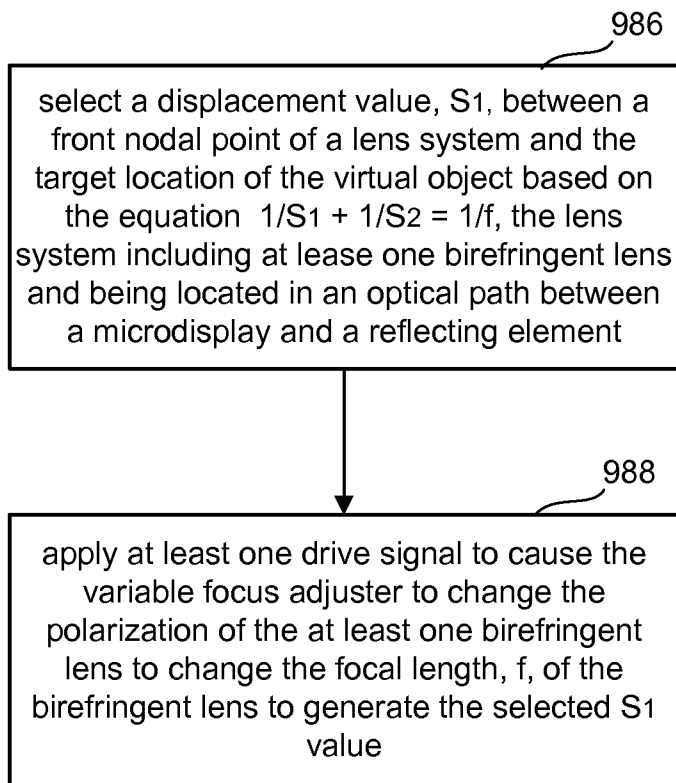 986
select a displacement value, S1, between a
front nodal point of a lens system and the
target location of the virtual object based on
the equation 1/S1 + 1/S2 = 1/f, the lens
system including at lease one birefringent lens
and being located in an optical path between
a microdisplay and a reflecting element
988
apply at least one drive signal to cause the
variable focus adjuster to change the
polarization of the at least one birefringent
lens to change the focal length, f, of the
birefringent lens to generate the selected S1
value